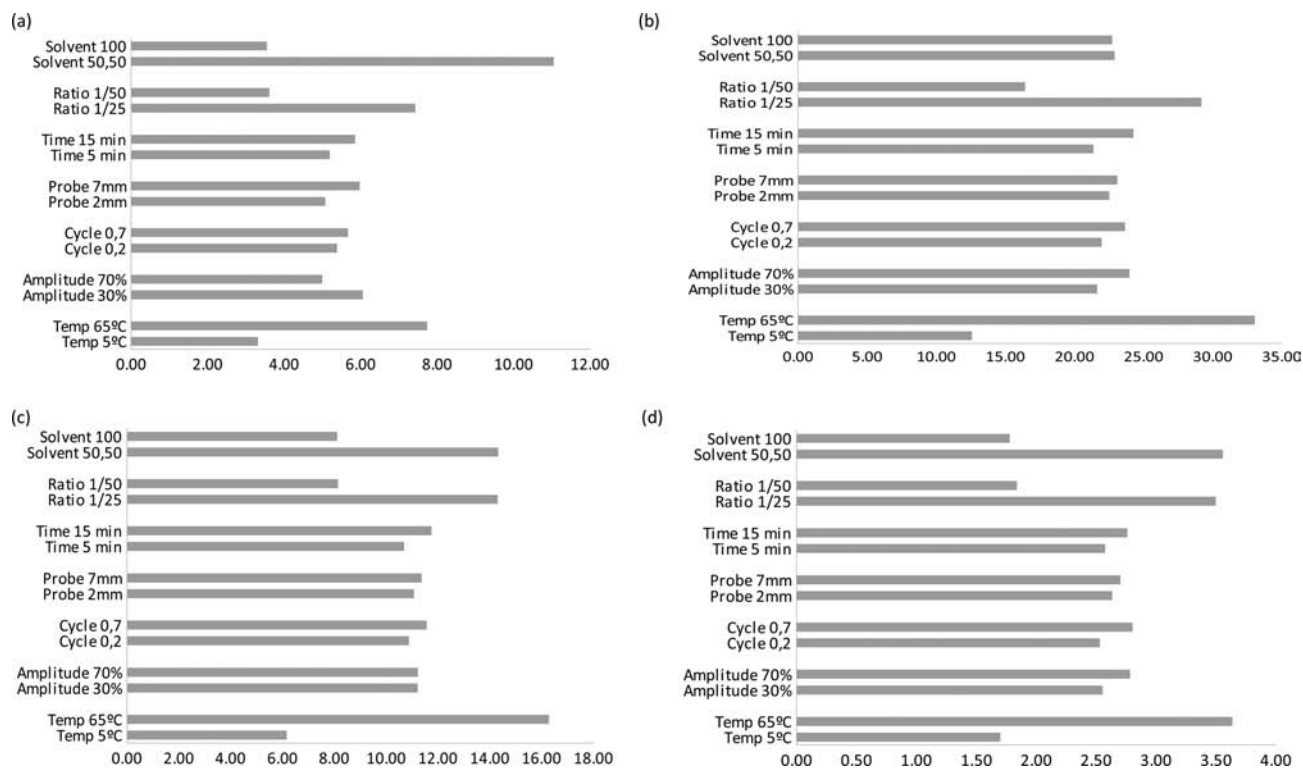 (a)
Solvent 100
Solvent 50,50
Ratio 1/50
Ratio 1/25
Time 15 min
Time 5 min
Probe 7mm
Probe 2mm
Cycle 0,7
Cycle 0,2
Amplitude 70%
Amplitude 30%
Temp 65ºC
Temp 5ºC
0.00 2.00 4.00 6.00 8.00 10.00 12.00
(b)
Solvent 100
Solvent 50,50
Ratio 1/50
Ratio 1/25
Time 15 min
Time 5 min
Probe 7mm
Probe 2mm
Cycle 0,7
Cycle 0,2
Amplitude 70%
Amplitude 30%
Temp 65ºC
Temp 5ºC
0.00 5.00 10.00 15.00 20.00 25.00 30.00 35.00
(c)
Solvent 100
Solvent 50,50
Ratio 1/50
Ratio 1/25
Time 15 min
Time 5 min
Probe 7mm
Probe 2mm
Cycle 0,7
Cycle 0,2
Amplitude 70%
Amplitude 30%
Temp 65ºC
Temp 5ºC
0.00 2.00 4.00 6.00 8.00 10.00 12.00 14.00 16.00 18.00
(d)
Solvent 100
Solvent 50,50
Ratio 1/50
Ratio 1/25
Time 15 min
Time 5 min
Probe 7mm
Probe 2mm
Cycle 0,7
Cycle 0,2
Amplitude 70%
Amplitude 30%
Temp 65ºC
Temp 5ºC
0.00 0.50 1.00 1.50 2.00 2.50 3.00 3.50 4.00